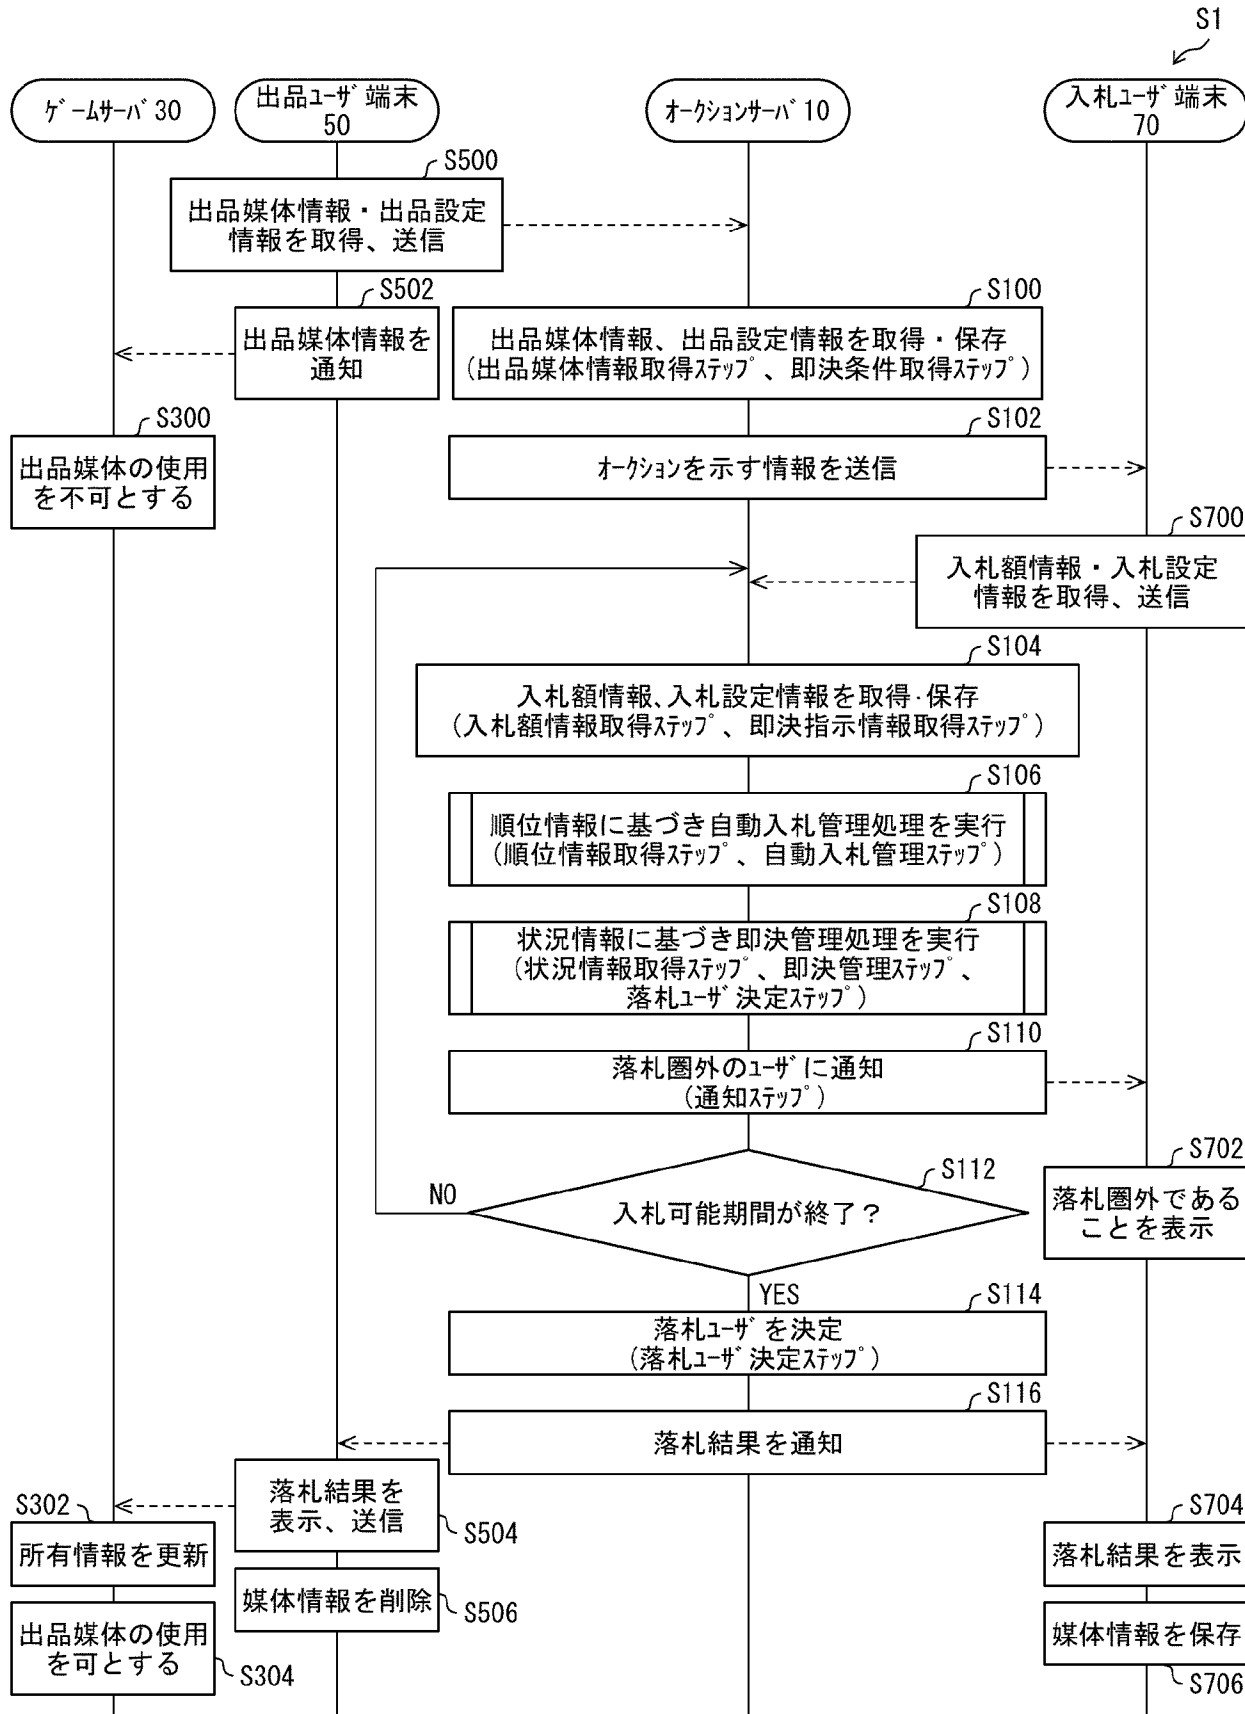 S1
ゲームサーバ30
出品ユーザ端末
50
オークションサーバ10
入札ユーザ端末
70
S500
出品媒体情報・出品設定
情報を取得、送信
S502
出品媒体情報を
通知
S100
出品媒体情報、出品設定情報を取得・保存
(出品媒体情報取得ステップ、即決条件取得ステップ)
S300
出品媒体の使用
を不可とする
S102
オークションを示す情報を送信
S700
入札額情報・入札設定
情報を取得、送信
S104
入札額情報、入札設定情報を取得・保存
(入札額情報取得ステップ、即決指示情報取得ステップ)
S106
順位情報に基づき自動入札管理処理を実行
(順位情報取得ステップ、自動入札管理ステップ)
S108
状況情報に基づき即決管理処理を実行
(状況情報取得ステップ、即決管理ステップ、
落札ユーザ決定ステップ)
S110
落札圏外のユーザに通知
(通知ステップ)
S112
NO
入札可能期間が終了?
S702
落札圏外である
ことを表示
YES
S114
落札ユーザを決定
(落札ユーザ決定ステップ)
S116
落札結果を通知
落札結果を
表示、送信
S504
S302
所有情報を更新
S704
落札結果を表示
媒体情報を削除
S506
出品媒体の使用
を可とする
S304
媒体情報を保存
S706